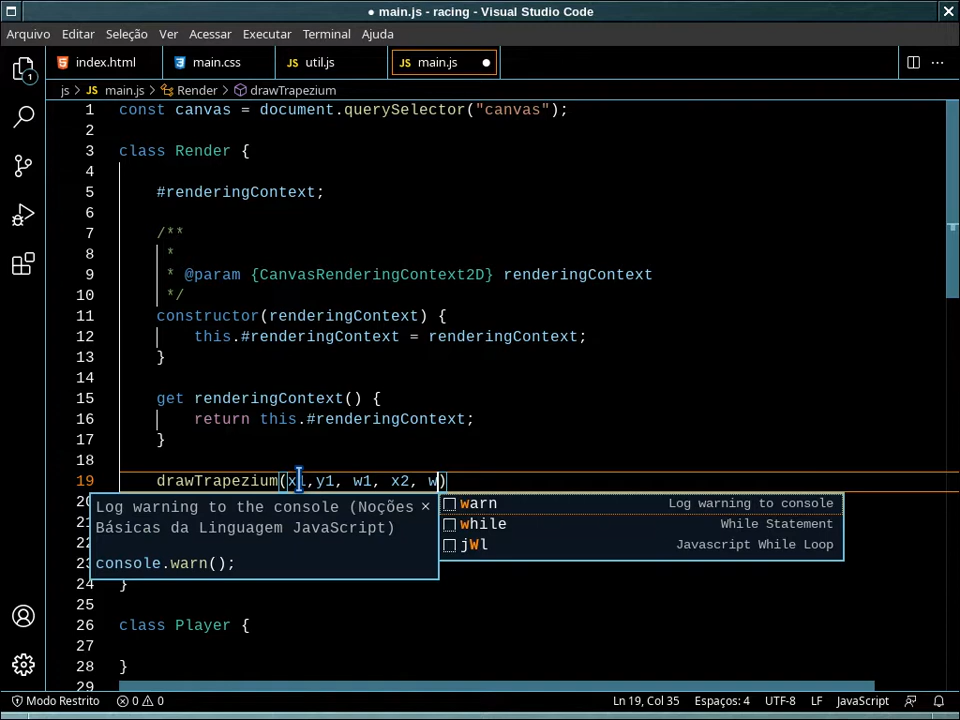 ● main.js - racing - Visual Studio Code
Arquivo Editar Seleção Ver Acessar Executar Terminal Ajuda
index.html main.css JS util.js JS main.js ●
js > JS main.js > Render > drawTrapezium
1 const canvas = document.querySelector("canvas");
2
3 class Render {
4
5 #renderingContext;
6
7 /**
8 *
9 * @param {CanvasRenderingContext2D} renderingContext
10 */
11 constructor(renderingContext) {
12 this.#renderingContext = renderingContext;
13 }
14
15 get renderingContext() {
16 return this.#renderingContext;
17 }
18
19 drawTrapezium(x1,y1, w1, x2, w)
Log warning to the console (Noções
Básicas da Linguagem JavaScript)
console.warn();
warn Log warning to the console
while While Statement
jWl Javascript While Loop
24 }
25
26 class Player {
27
28 }
29
Modo Restrito 0 0 Ln 19, Col 35 Espaços: 4 UTF-8 LF JavaScript